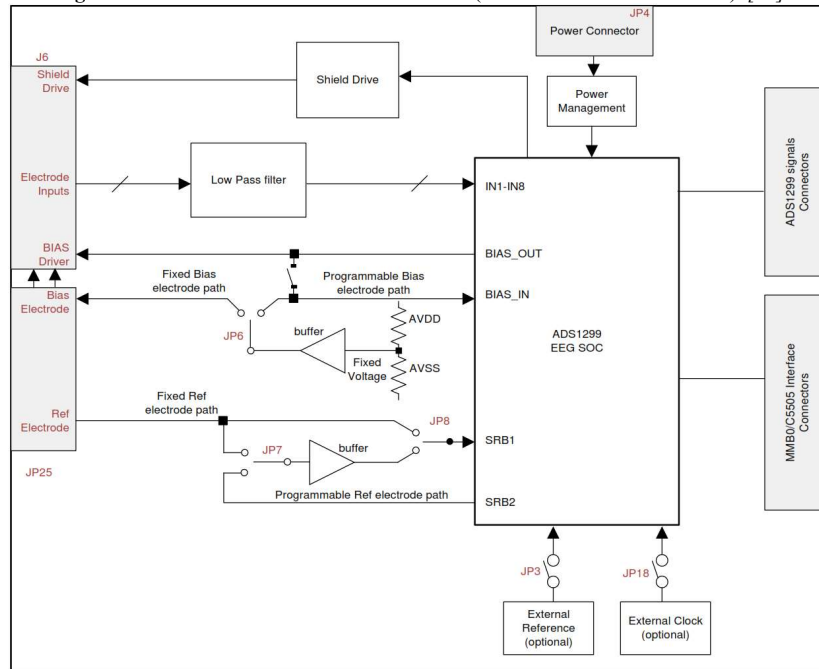 JP4
Power Connector
J6
Shield
Drive
Shield Drive
Power
Management
Electrode
Inputs
Low Pass filter
IN1-IN8
ADS1299 signals
Connectors
BIAS
Driver
BIAS_OUT
Fixed Bias
electrode path
Programmable Bias
electrode path
Bias
Electrode
BIAS_IN
AVDD
ADS1299
EEG SOC
JP6
buffer
Fixed
Voltage
AVSS
MMB0/C5505 Interface
Connectors
Fixed Ref
electrode path
Ref
Electrode
JP8
JP7
buffer
SRB1
JP25
Programmable Ref electrode path
SRB2
JP3
JP18
External
Reference
(optional)
External Clock
(optional)